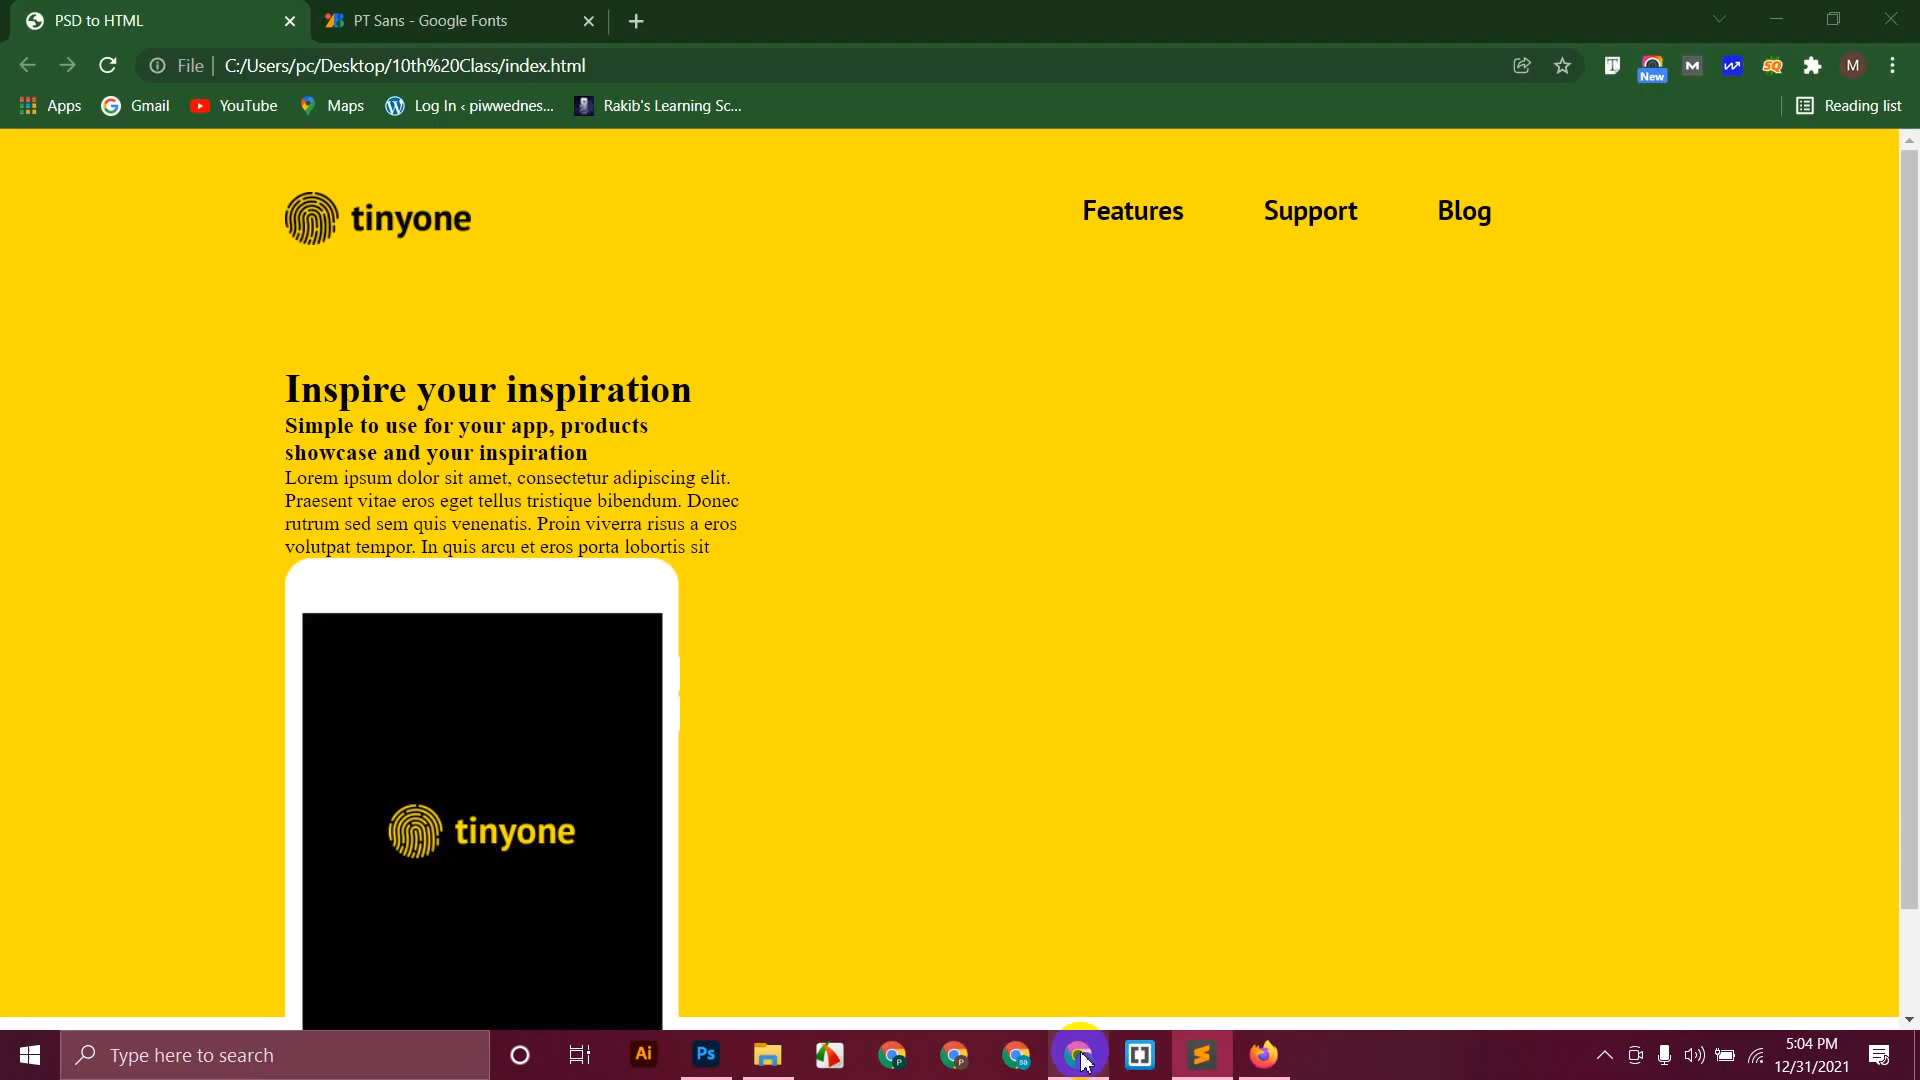 PSD to HTML
PT Sans - Google Fonts
File
C:/Users/pc/Desktop/10th%20Class/index.html
New
M
Apps
Gmail
YouTube
Maps
Log In ‹ piwwednes...
Rakib's Learning Sc...
Reading list
tinyone
Features
Support
Blog
Inspire your inspiration
Simple to use for your app, products
showcase and your inspiration
Lorem ipsum dolor sit amet, consectetur adipiscing elit.
Praesent vitae eros eget tellus tristique bibendum. Donec
rutrum sed sem quis venenatis. Proin viverra risus a eros
volutpat tempor. In quis arcu et eros porta lobortis sit
tinyone
Type here to search
Ai
Ps
5:04 PM
12/31/2021